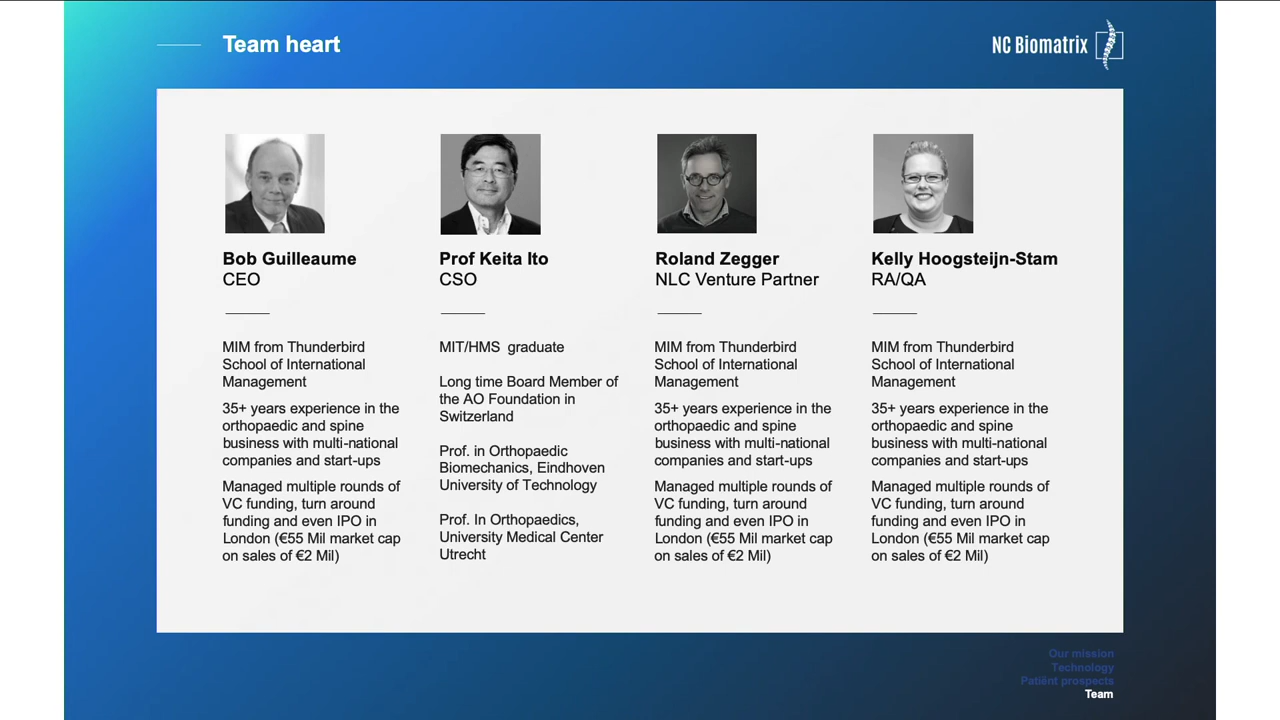 Team heart
NC Biomatrix
Bob Guilleaume
CEO
MIM from Thunderbird
School of International
Management
35+ years experience in the
orthopaedic and spine
business with multi-national
companies and start-ups
Managed multiple rounds of
VC funding, turn around
funding and even IPO in
London (€55 Mil market cap
on sales of €2 Mil)
Prof Keita Ito
CSO
MIT/HMS graduate
Long time Board Member of
the AO Foundation in
Switzerland
Prof. in Orthopaedic
Biomechanics, Eindhoven
University of Technology
Prof. In Orthopaedics,
University Medical Center
Utrecht
Roland Zegger
NLC Venture Partner
MIM from Thunderbird
School of International
Management
35+ years experience in the
orthopaedic and spine
business with multi-national
companies and start-ups
Managed multiple rounds of
VC funding, turn around
funding and even IPO in
London (€55 Mil market cap
on sales of €2 Mil)
Kelly Hoogsteijn-Stam
RA/QA
MIM from Thunderbird
School of International
Management
35+ years experience in the
orthopaedic and spine
business with multi-national
companies and start-ups
Managed multiple rounds of
VC funding, turn around
funding and even IPO in
London (€55 Mil market cap
on sales of €2 Mil)
Our mission
Technology
Patiënt prospects
Team